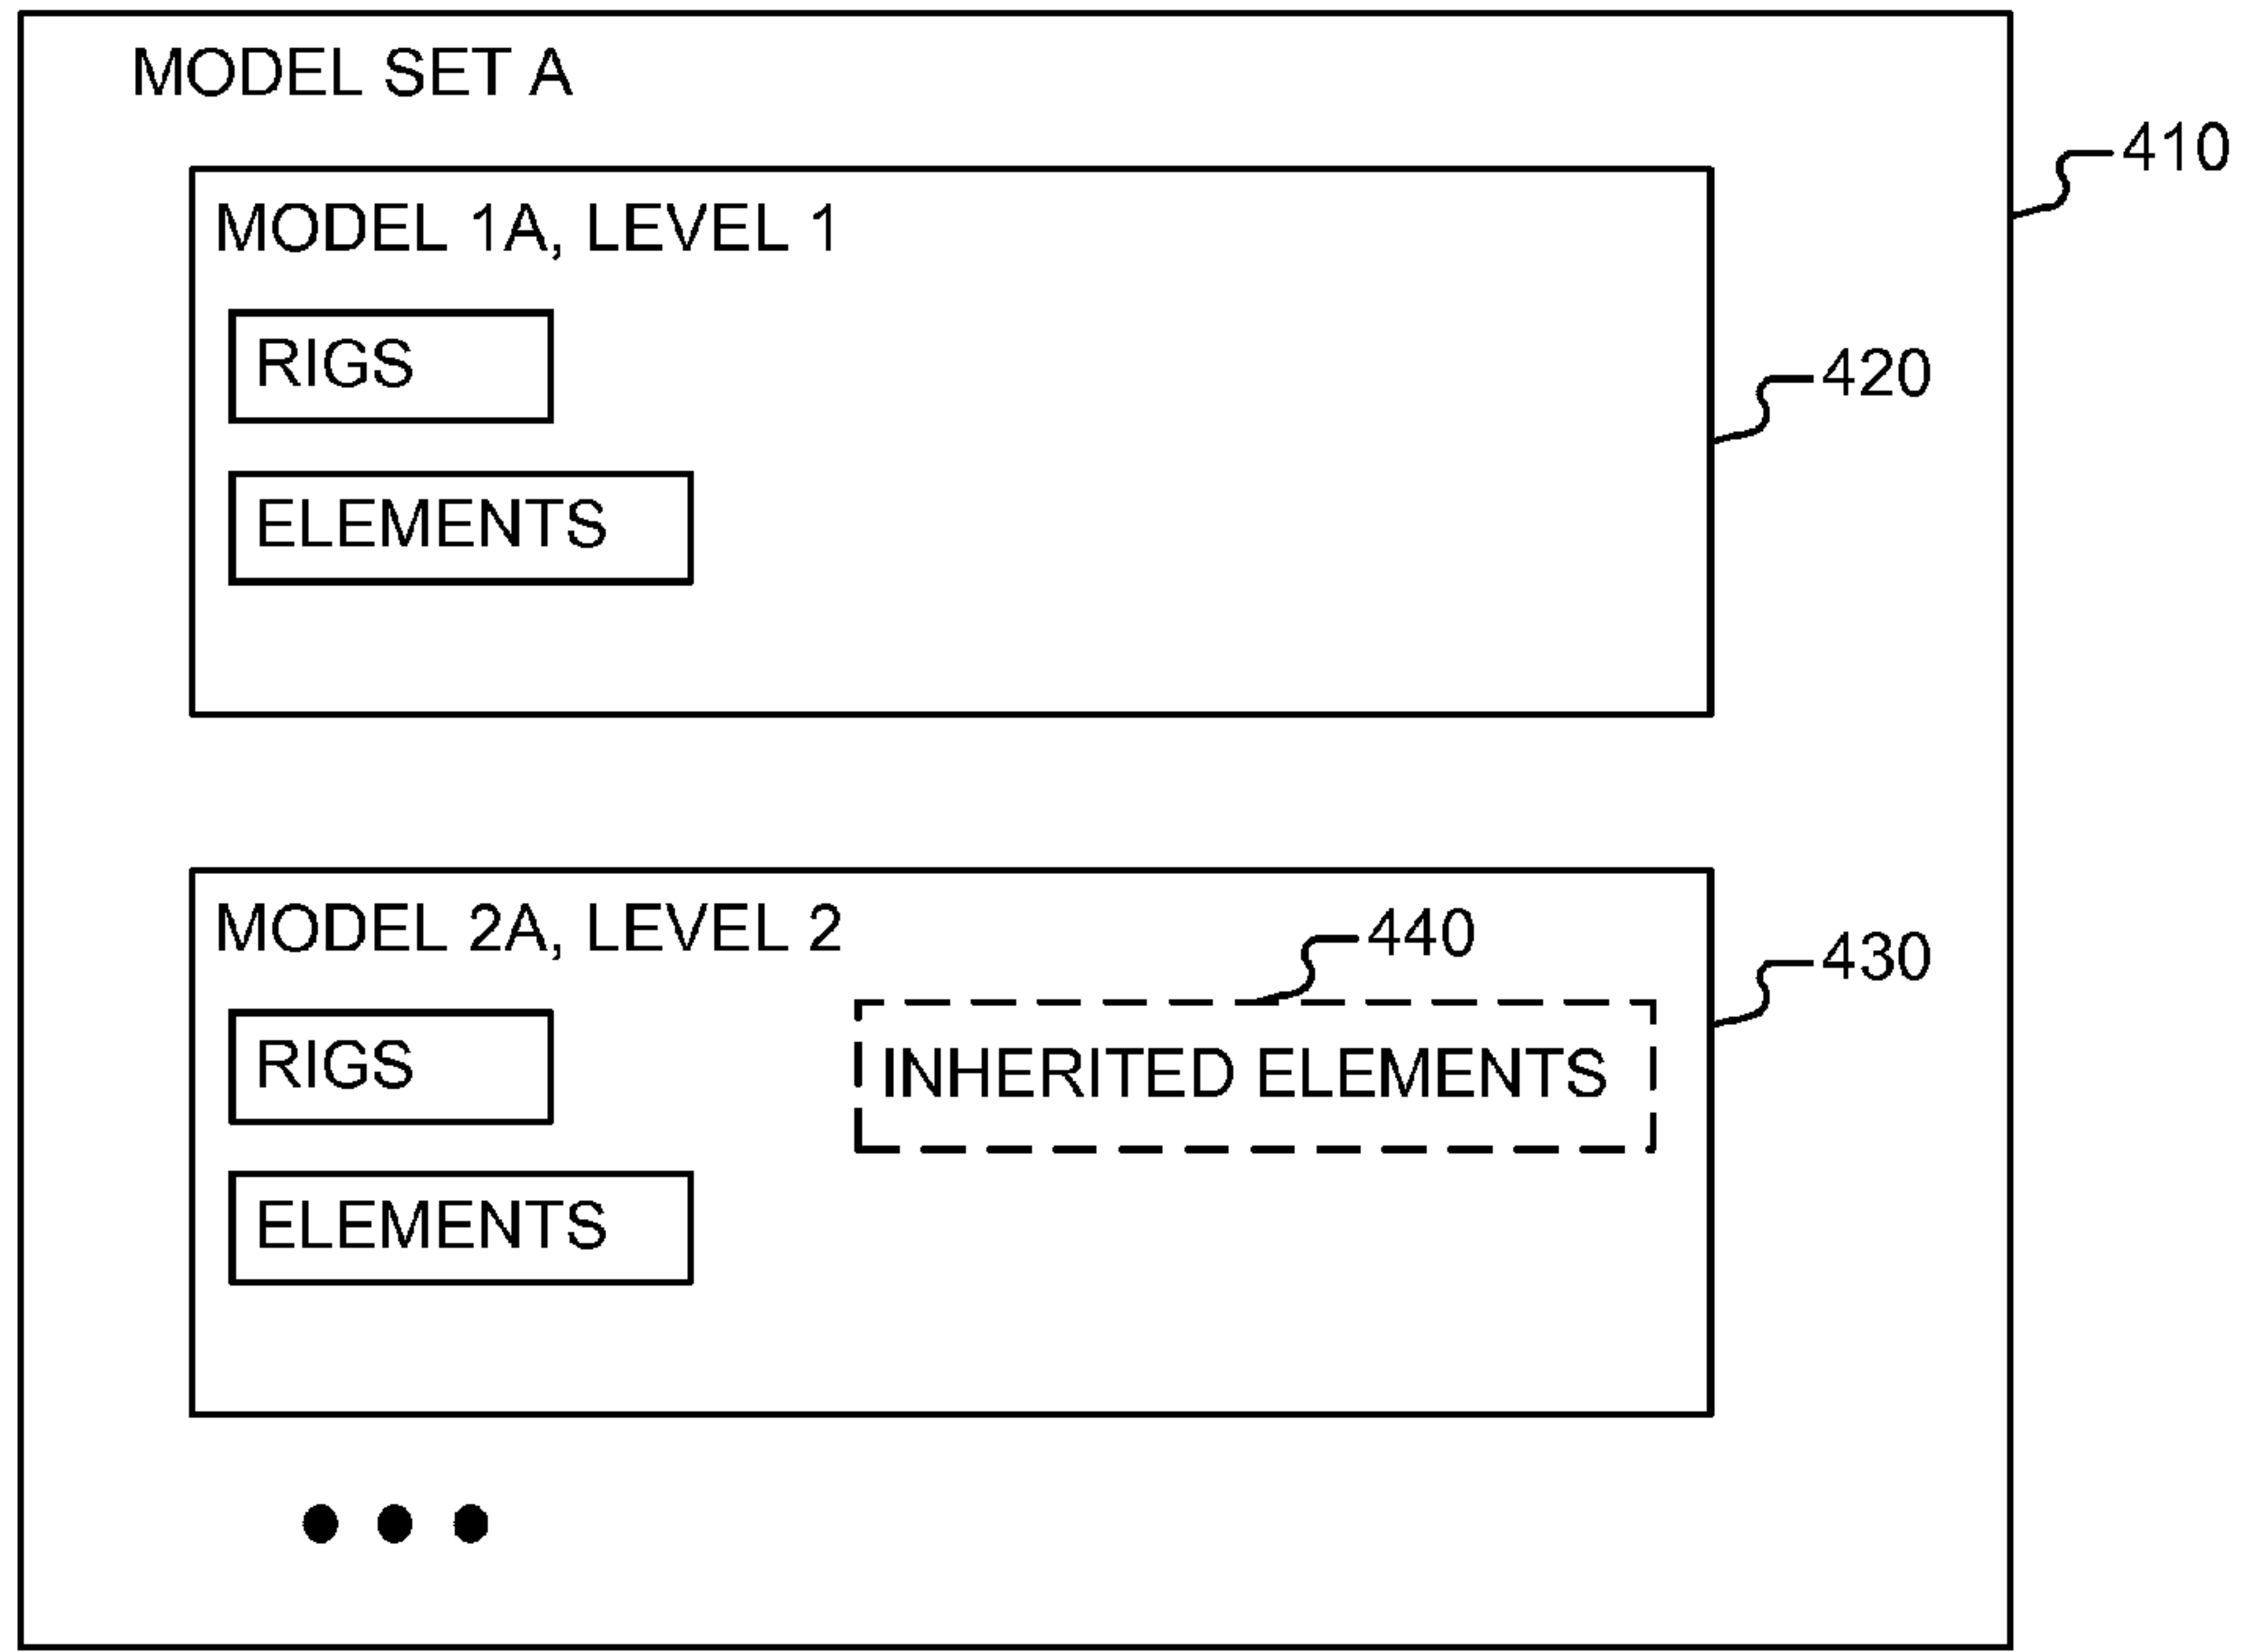 MODEL SET A
410
MODEL 1A, LEVEL 1
RIGS
420
ELEMENTS
MODEL 2A, LEVEL 2
440
430
RIGS
INHERITED ELEMENTS
ELEMENTS